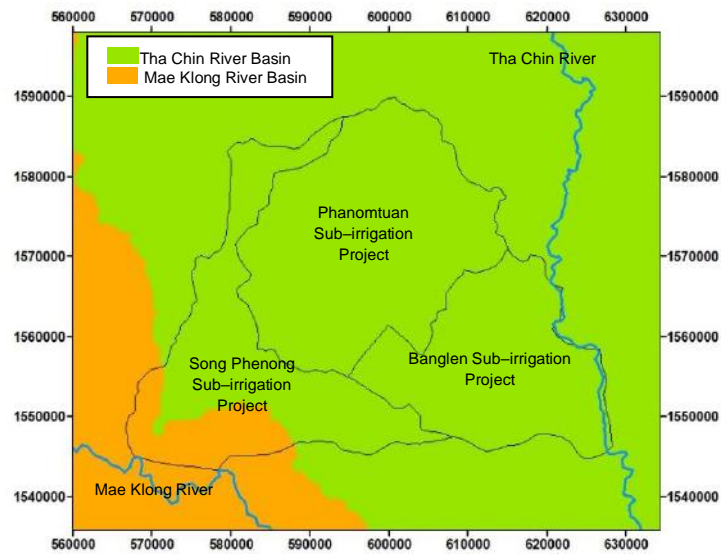 560000 570000 580000 590000 600000 610000 620000 630000
Tha Chin River Basin
Mae Klong River Basin
Tha Chin River
1590000 1590000
1580000 1580000
Phanomtuan
Sub–irrigation
Project
1570000 1570000
1560000 1560000
Song Phenong
Sub–irrigation
Project
Banglen Sub–irrigation
Project
1550000 1550000
Mae Klong River
1540000 1540000
560000 570000 580000 590000 600000 610000 620000 630000